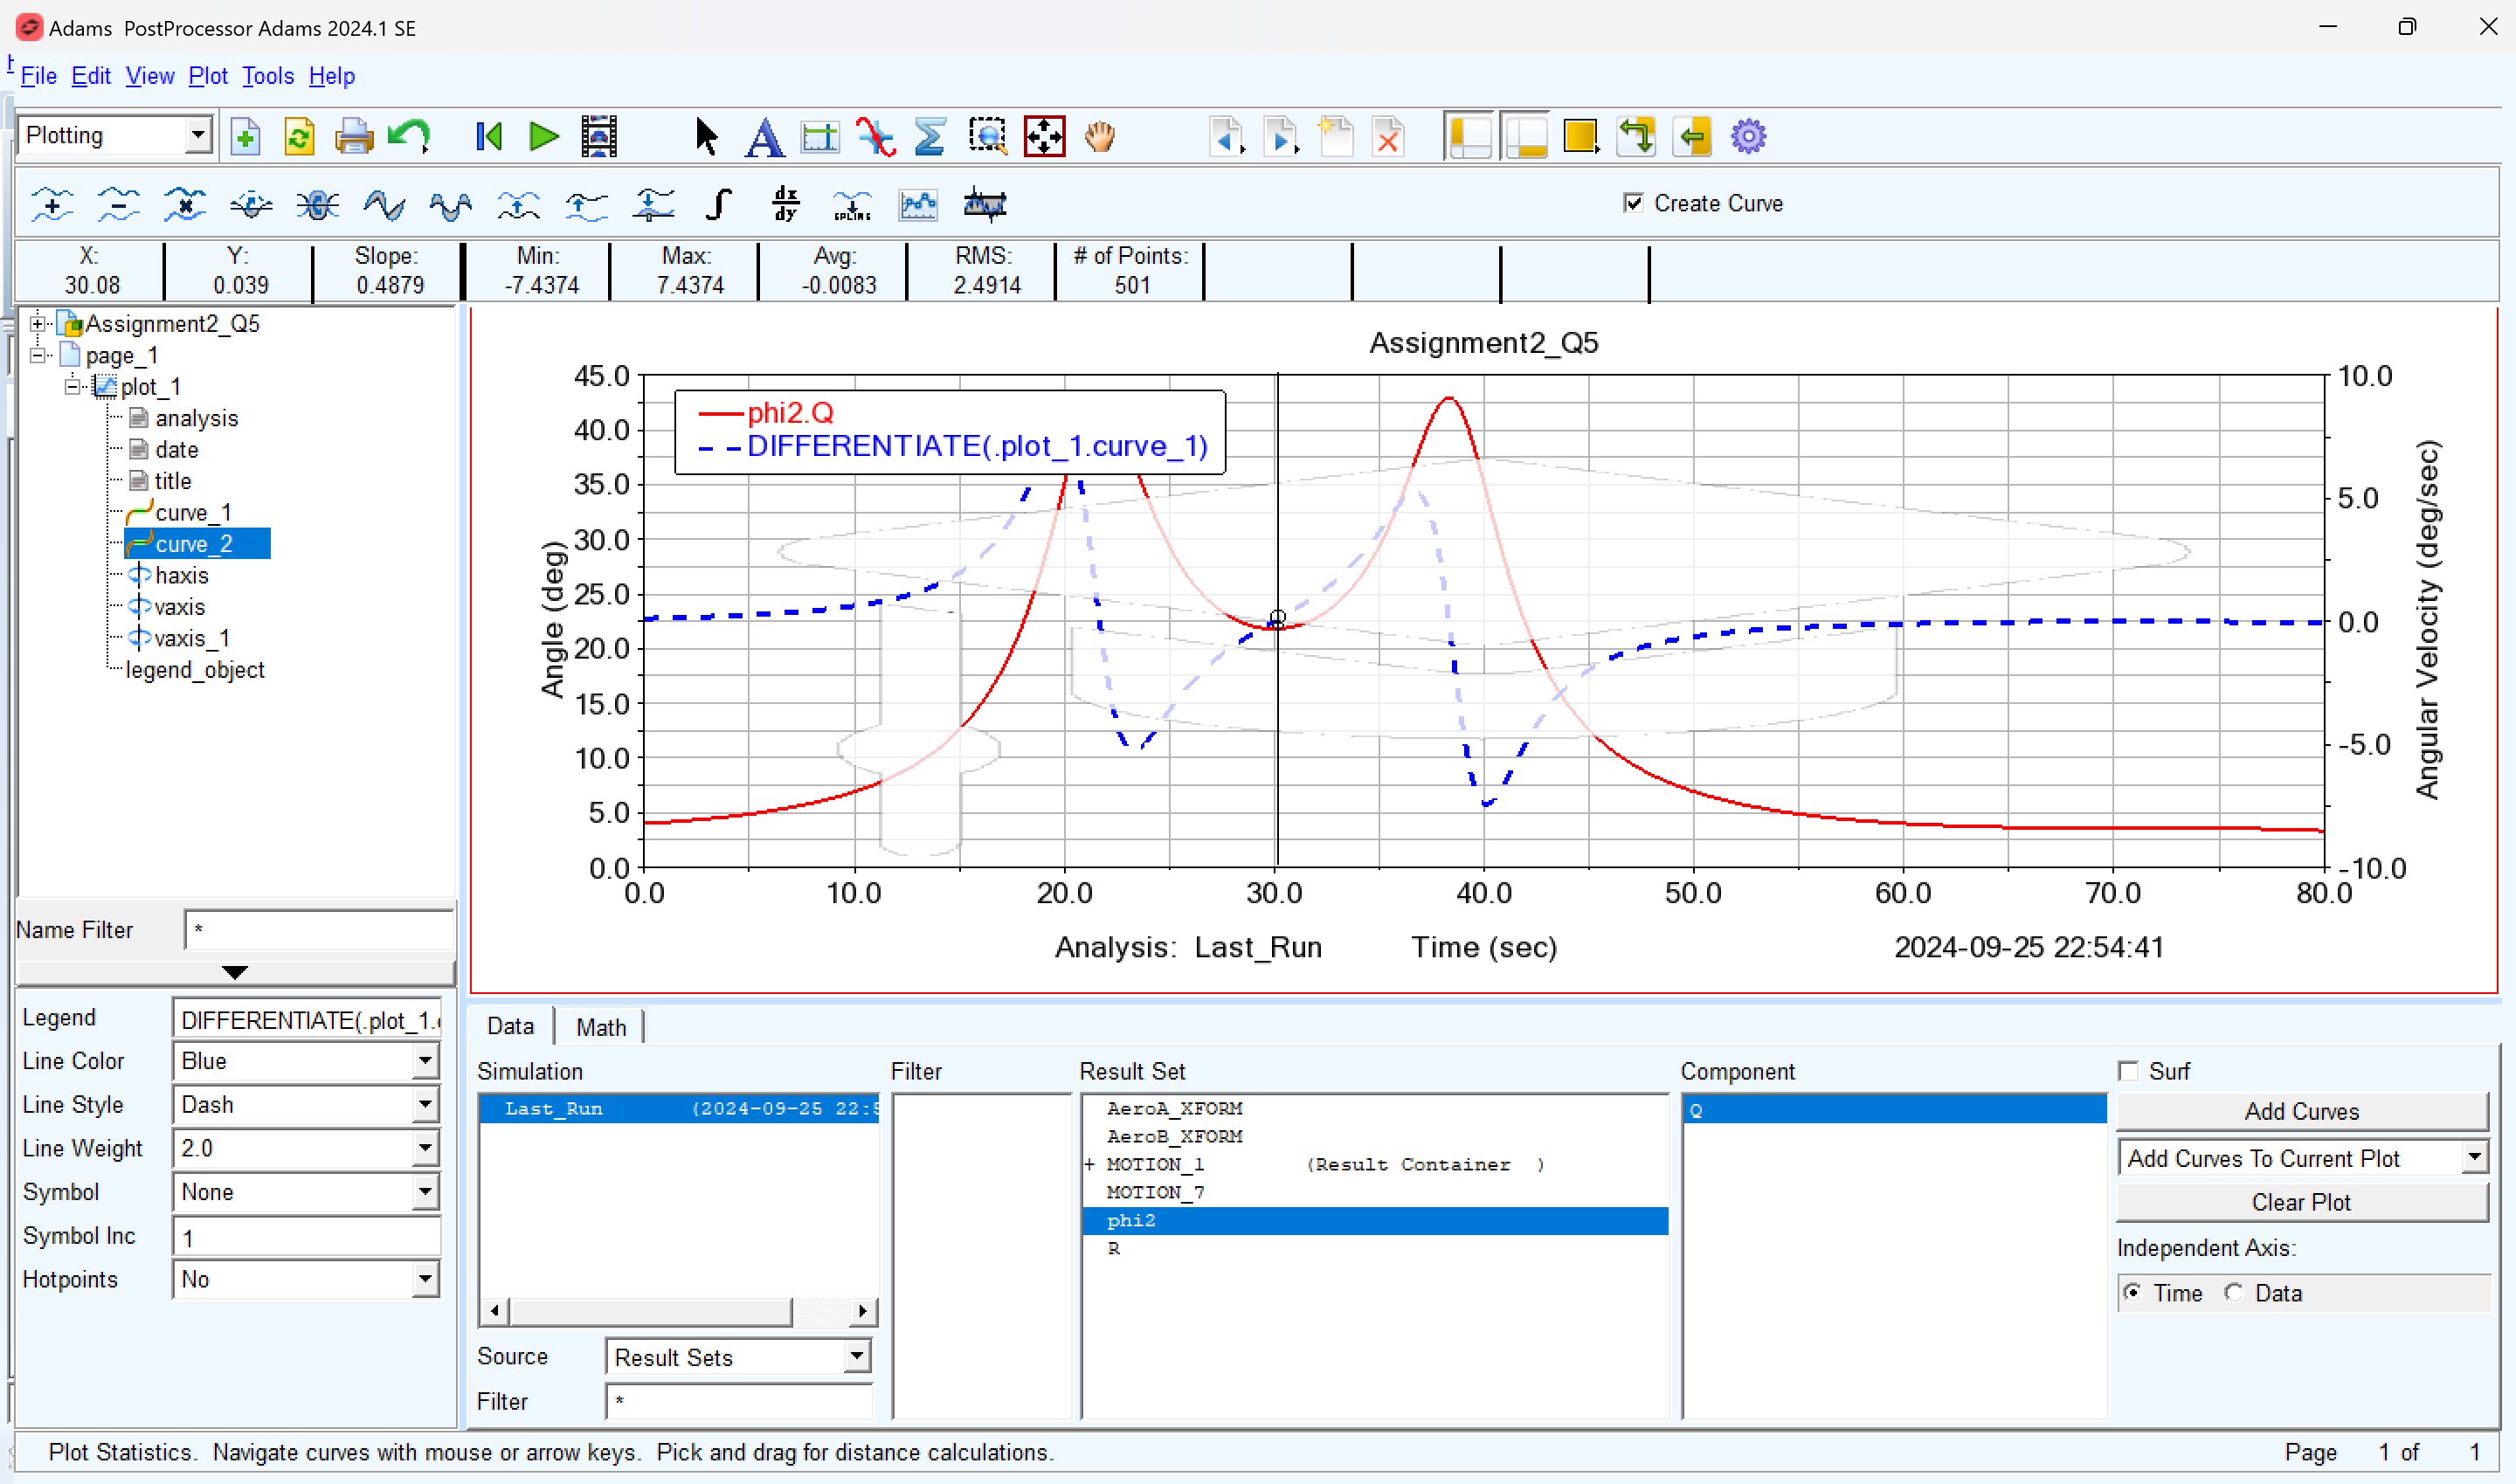 Adams PostProcessor Adams 2024.1 SE
File Edit View Plot Tools Help
Plotting
dx
dy
SPLINE
Create Curve
X: Y: Slope: Min: Max: Avg: RMS: # of Points:
30.08 0.039 0.4879 -7.4374 7.4374 -0.0083 2.4914 501
Assignment2_Q5
page_1
plot_1
analysis
date
title
curve_1
curve_2
haxis
vaxis
vaxis_1
legend_object
Name Filter *
Legend DIFFERENTIATE(.plot_1.
Line Color Blue
Line Style Dash
Line Weight 2.0
Symbol None
Symbol Inc 1
Hotpoints No
Assignment2_Q5
phi2.Q
DIFFERENTIATE(.plot_1.curve_1)
Angle (deg)
45.0
40.0
35.0
30.0
25.0
20.0
15.0
10.0
5.0
0.0
10.0
5.0
0.0
-5.0
-10.0
Angular Velocity (deg/sec)
0.0 10.0 20.0 30.0 40.0 50.0 60.0 70.0 80.0
Analysis: Last_Run Time (sec) 2024-09-25 22:54:41
Data Math
Simulation Filter Result Set Component Surf
Last_Run (2024-09-25 22:5
AeroA_XFORM
AeroB_XFORM
+ MOTION_1 (Result Container )
MOTION_7
phi2
R
Q
Add Curves
Add Curves To Current Plot
Clear Plot
Independent Axis:
Time Data
Source Result Sets
Filter *
Plot Statistics. Navigate curves with mouse or arrow keys. Pick and drag for distance calculations.
Page 1 of 1